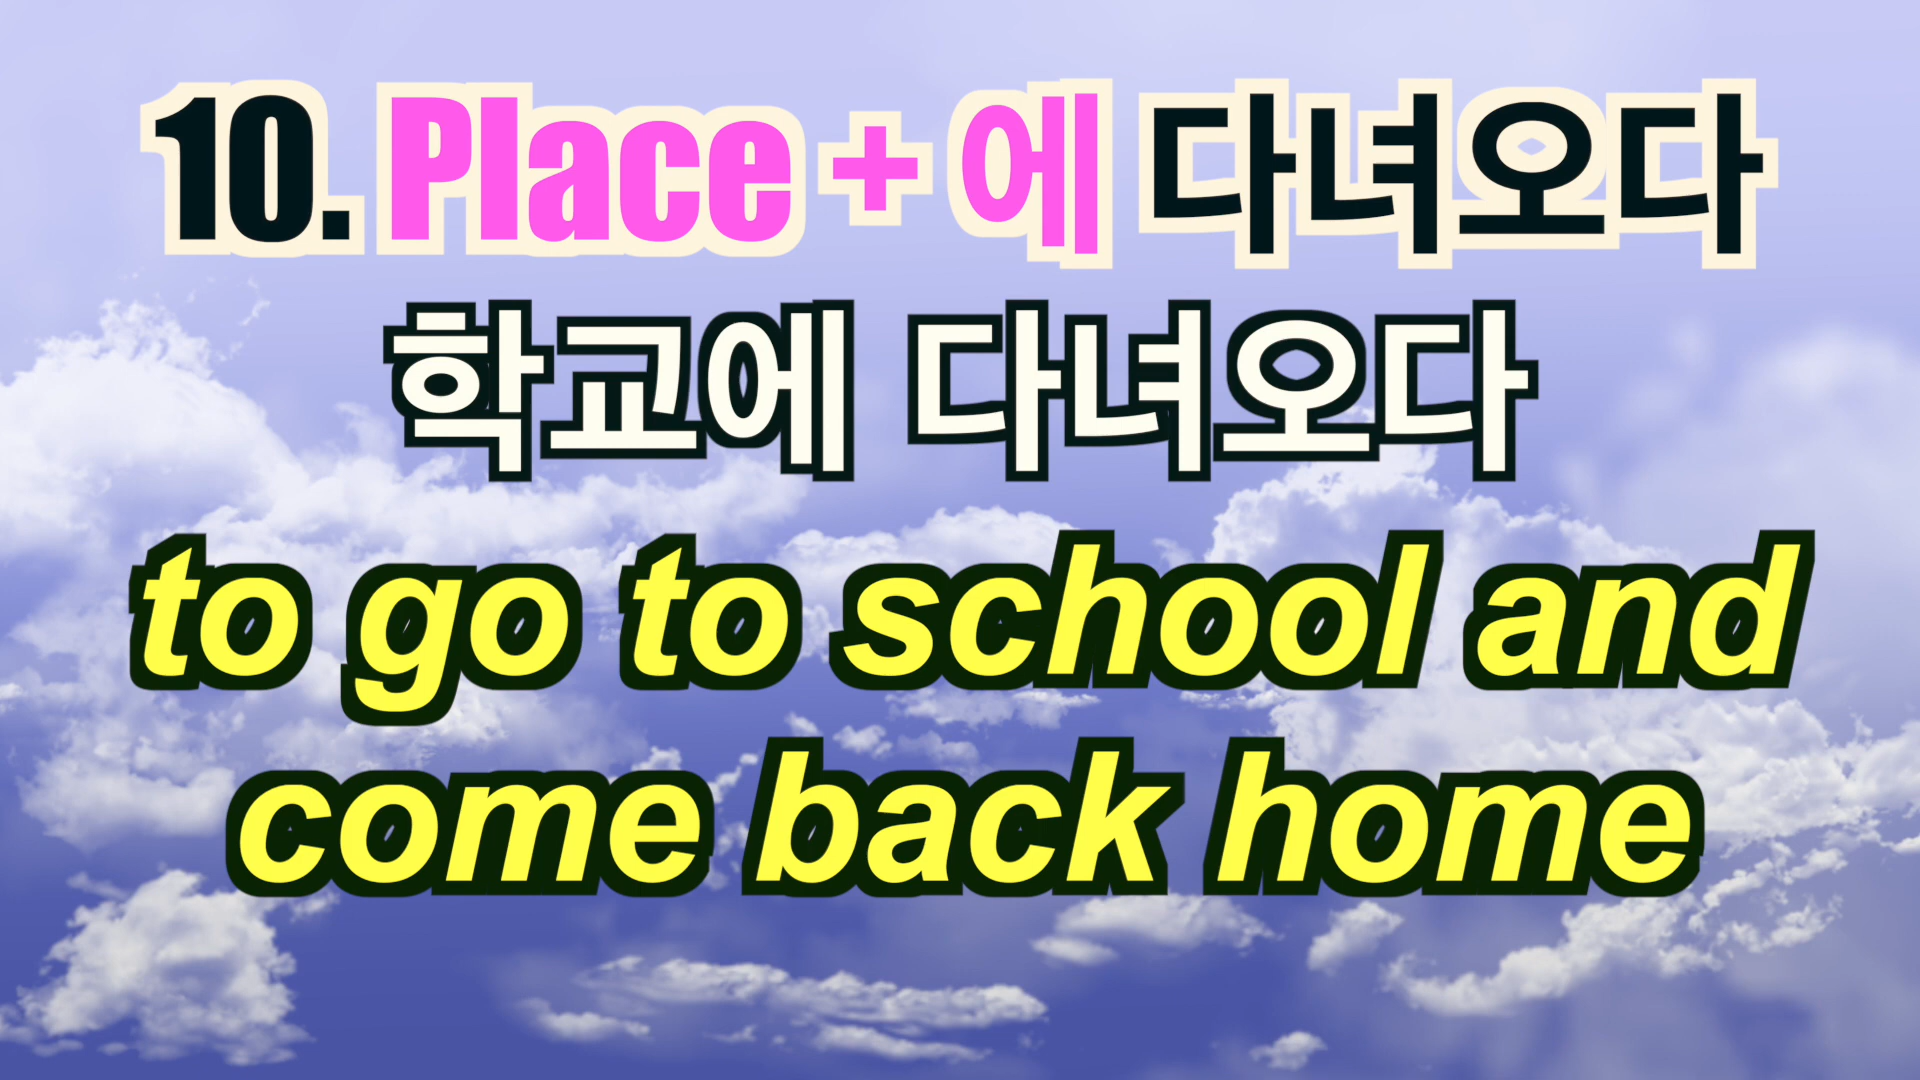 10. Place + 에 다녀오다
학교에 다녀오다
to go to school and
come back home